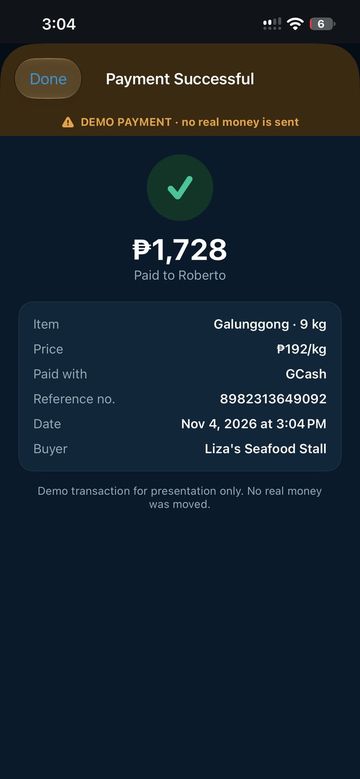 3:04
6
Done
Payment Successful
DEMO PAYMENT · no real money is sent
₱1,728
Paid to Roberto
Item Galunggong · 9 kg
Price ₱192/kg
Paid with GCash
Reference no. 8982313649092
Date Nov 4, 2026 at 3:04 PM
Buyer Liza's Seafood Stall
Demo transaction for presentation only. No real money
was moved.